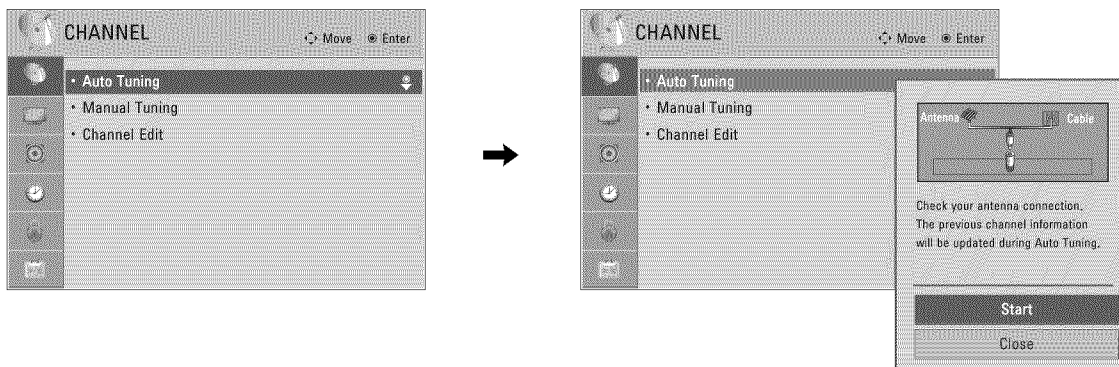 CHANNEL
Move Enter
• Auto Tuning
• Manual Tuning
• Channel Edit
CHANNEL
Move Enter
• Auto Tuning
• Manual Tuning
• Channel Edit
Antenna Cable
Check your antenna connection.
The previous channel information
will be updated during Auto Tuning.
Start
Close